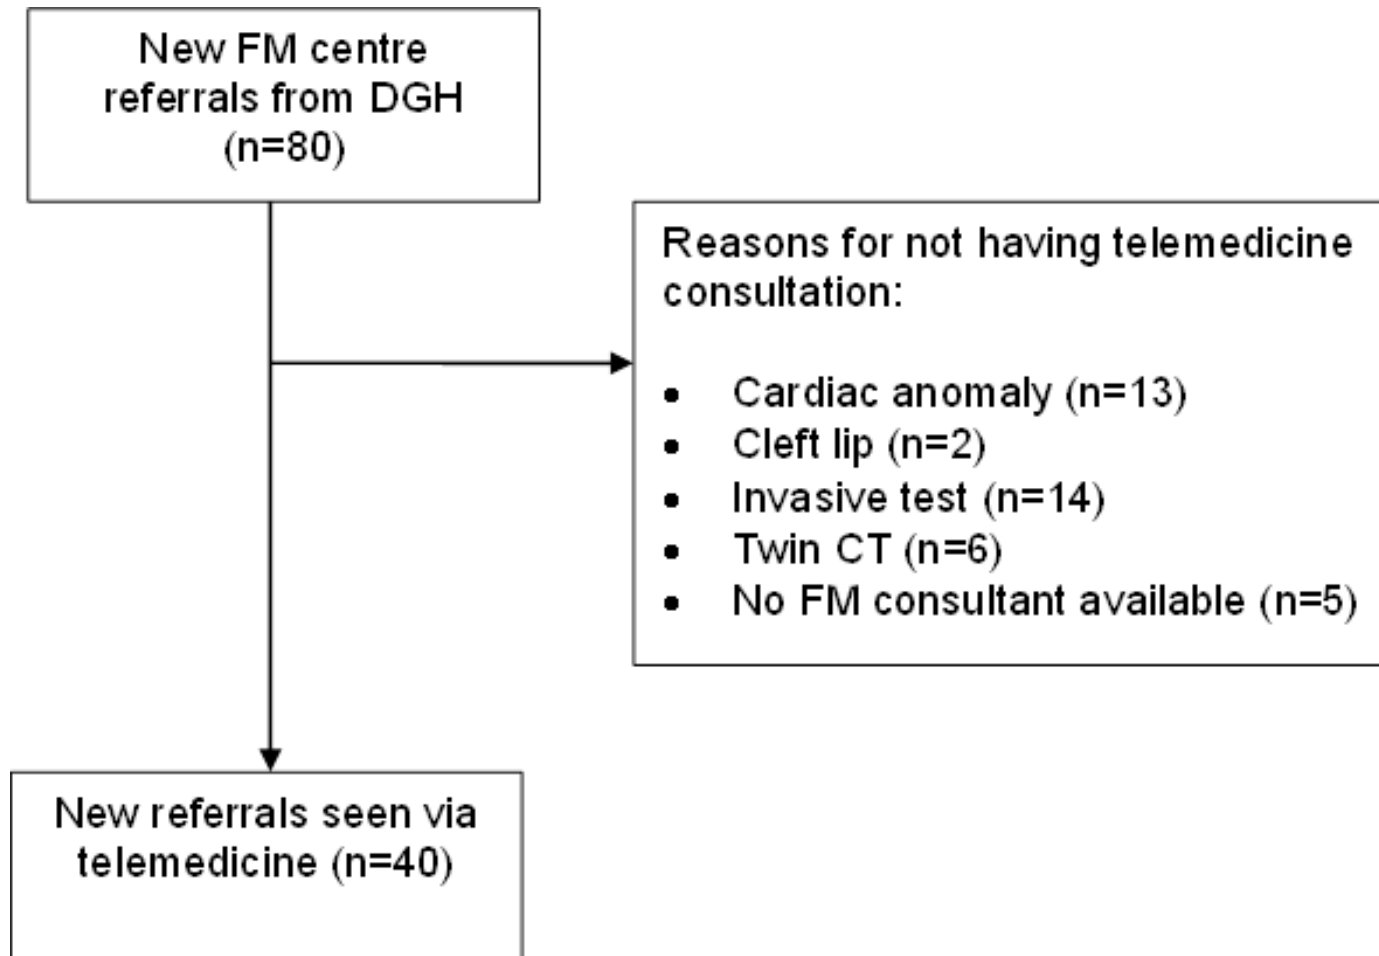 New FM centre
referrals from DGH
(n=80)
Reasons for not having telemedicine
consultation:
• Cardiac anomaly (n=13)
• Cleft lip (n=2)
• Invasive test (n=14)
• Twin CT (n=6)
• No FM consultant available (n=5)
New referrals seen via
telemedicine (n=40)